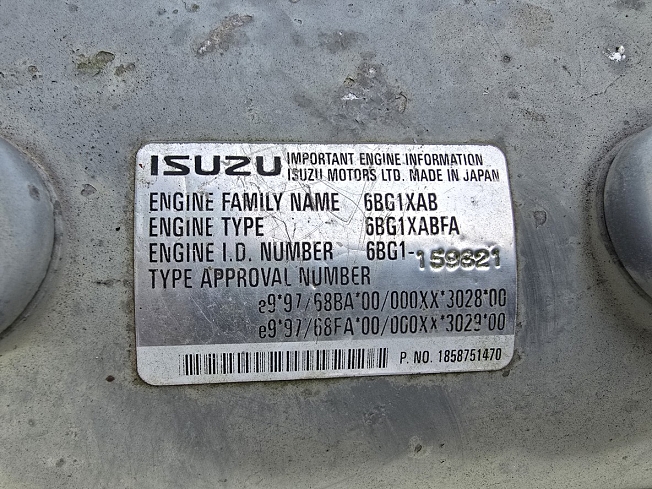 ISUZU IMPORTANT ENGINE INFORMATION
ISUZU MOTORS LTD. MADE IN JAPAN
ENGINE FAMILY NAME 6BG1XAB
ENGINE TYPE 6BG1XABFA
ENGINE I.D. NUMBER 6BG1-159821
TYPE APPROVAL NUMBER
e9*97/68BA*00/000XX*3028*00
e9*97/68FA*00/000XX*3029*00
P. NO. 1858751470